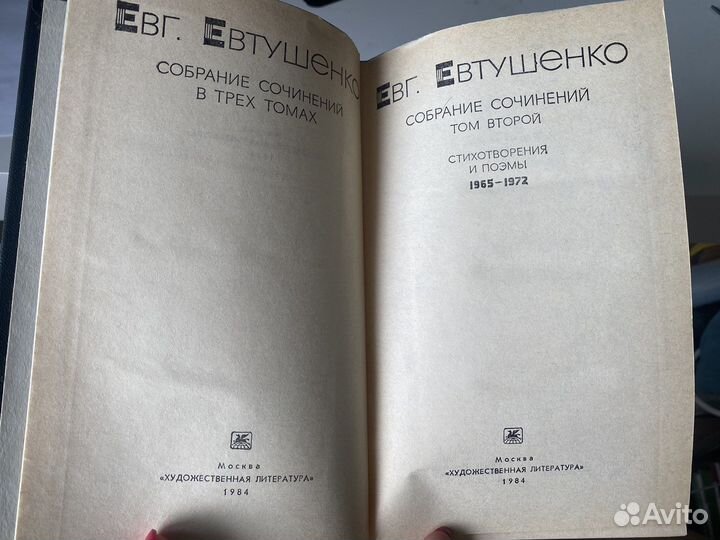 Евг. Евтушенко
СОБРАНИЕ СОЧИНЕНИЙ
В ТРЕХ ТОМАХ
Москва
«ХУДОЖЕСТВЕННАЯ ЛИТЕРАТУРА»
1984
Евг. Евтушенко
СОБРАНИЕ СОЧИНЕНИЙ
ТОМ ВТОРОЙ
СТИХОТВОРЕНИЯ
И ПОЭМЫ
1965—1972
Москва
«ХУДОЖЕСТВЕННАЯ ЛИТЕРАТУРА»
1984
Avito